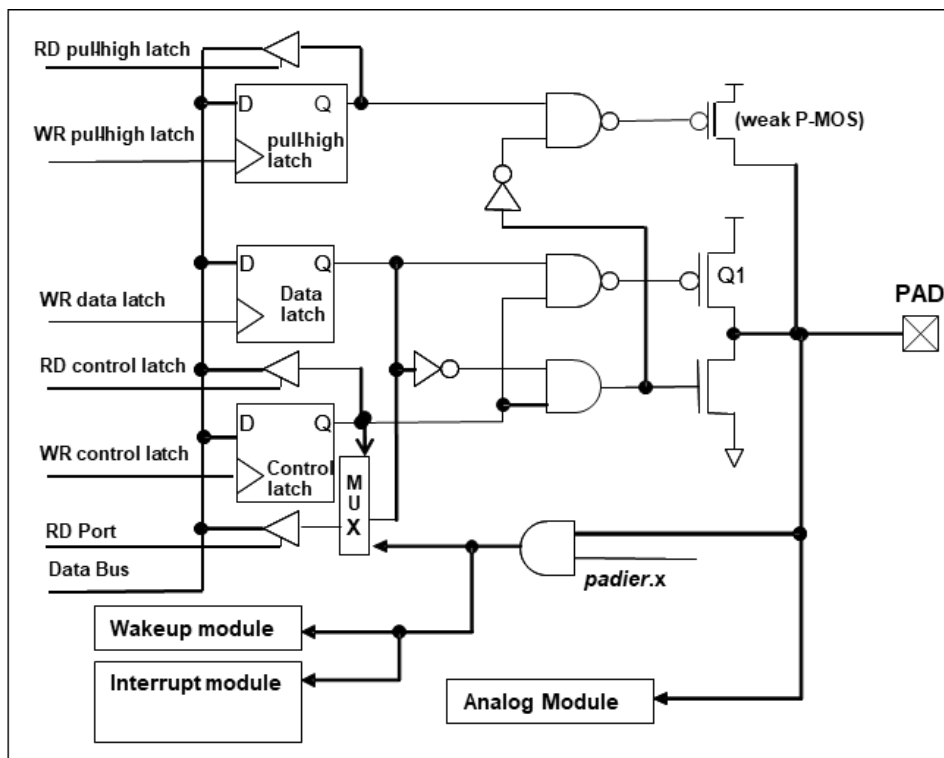 RD pull-high latch
D Q
pull-high
latch
WR pull-high latch
(weak P-MOS)
D Q
Data
latch
WR data latch
Q1
PAD
RD control latch
D Q
Control
latch
WR control latch
MUX
RD Port
padier.x
Data Bus
Wakeup module
Interrupt module
Analog Module